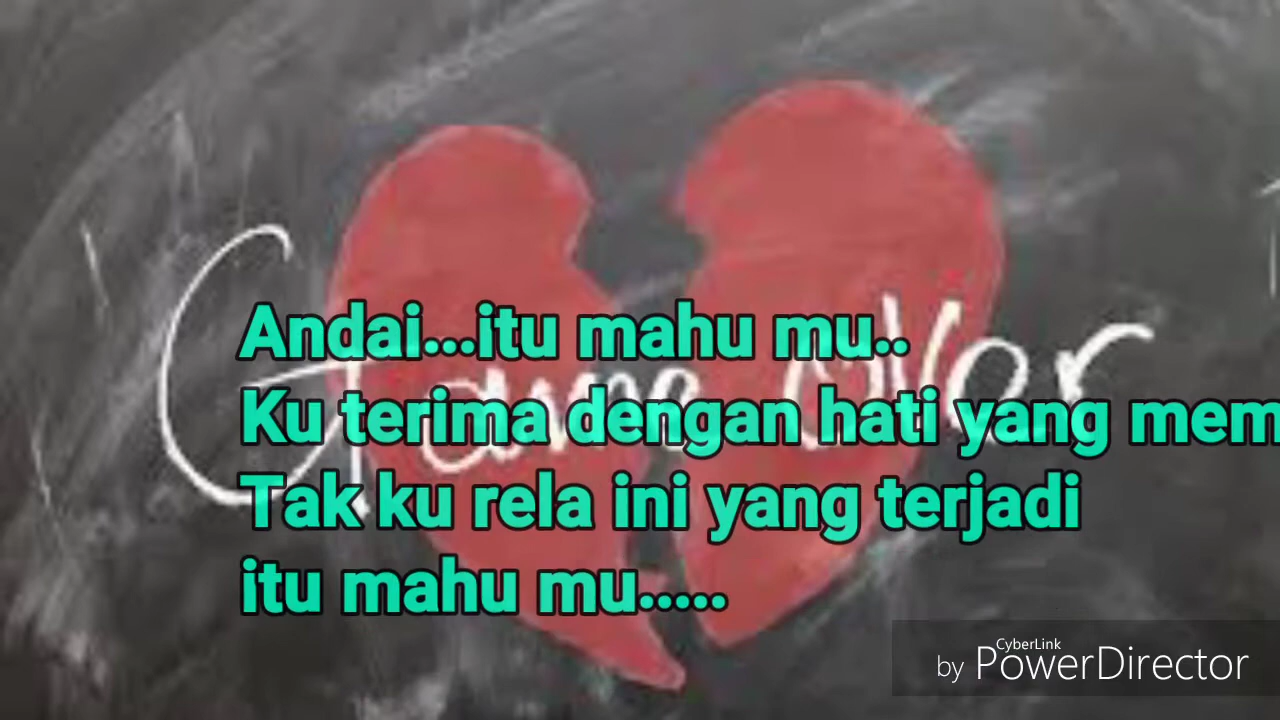 Game over
Andai...itu mahu mu..
Ku terima dengan hati yang mem
Tak ku rela ini yang terjadi
itu mahu mu.....
CyberLink
by PowerDirector